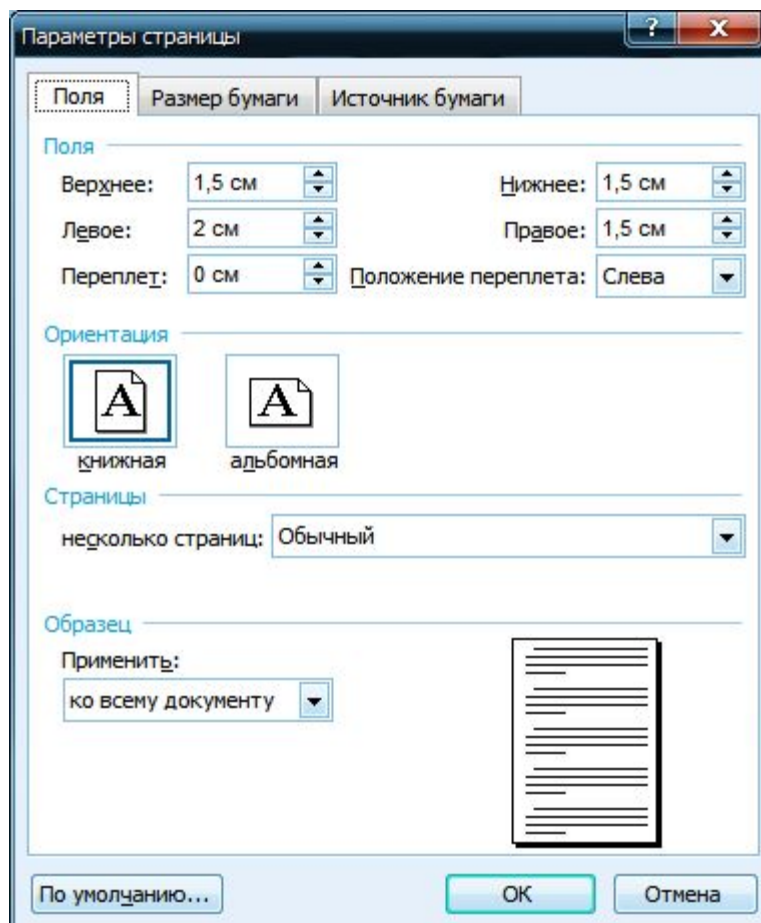 Параметры страницы
?
X
Поля Размер бумаги Источник бумаги
Поля
Верхнее: 1,5 см Нижнее: 1,5 см
Левое: 2 см Правое: 1,5 см
Переплет: 0 см Положение переплета: Слева
Ориентация
A A
книжная альбомная
Страницы
несколько страниц: Обычный
Образец
Применить:
ко всему документу
По умолчанию... ОК Отмена